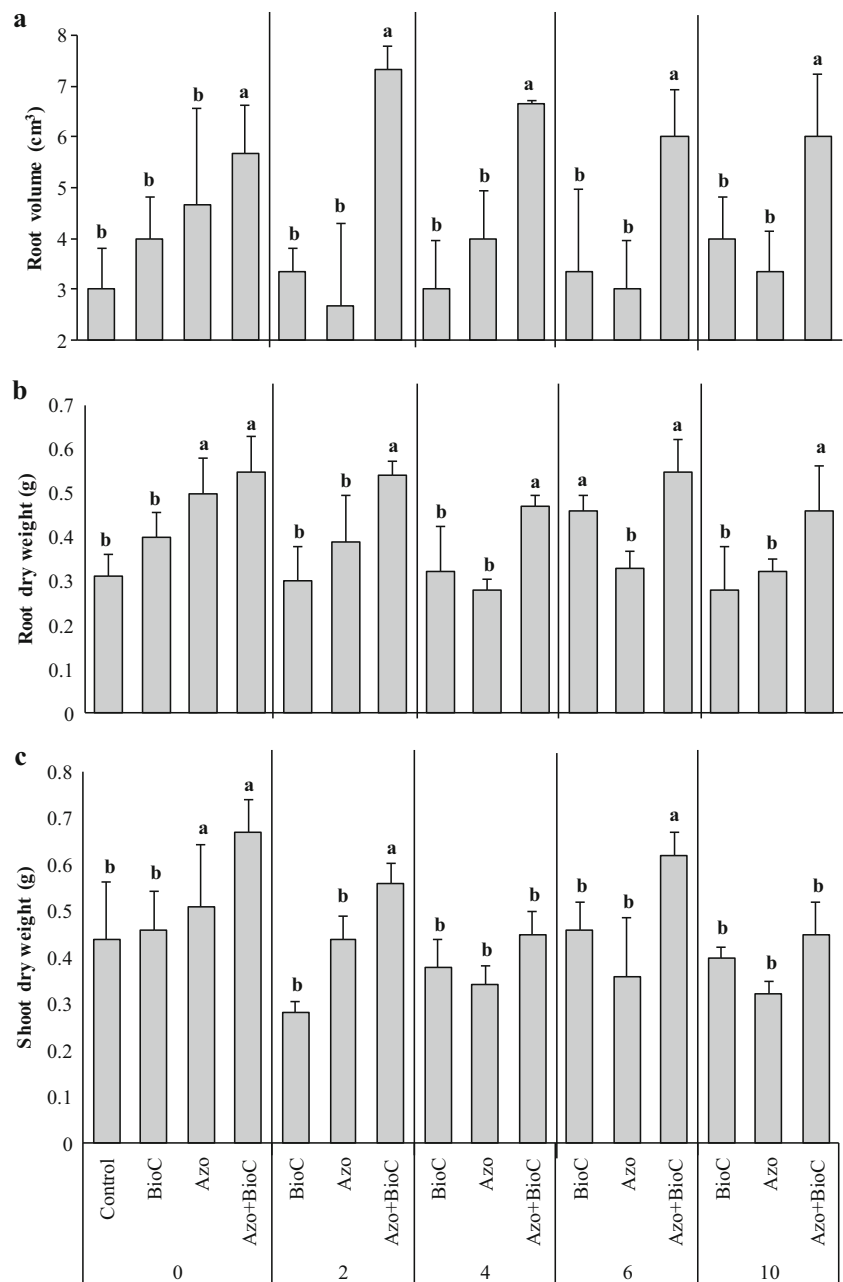 a
Root volume (cm³)
8
7
6
5
4
3
2
b b b a
b b a
b b a
b b a
b b a
b
Root dry weight (g)
0.7
0.6
0.5
0.4
0.3
0.2
0.1
0
b b a a
b b a
b b a
a b a
b b a
c
Shoot dry weight (g)
0.8
0.7
0.6
0.5
0.4
0.3
0.2
0.1
0
b b a a
b b a
b b b
b b a
b b b
Control BioC Azo Azo+BioC
BioC Azo Azo+BioC
BioC Azo Azo+BioC
BioC Azo Azo+BioC
BioC Azo Azo+BioC
0 2 4 6 10